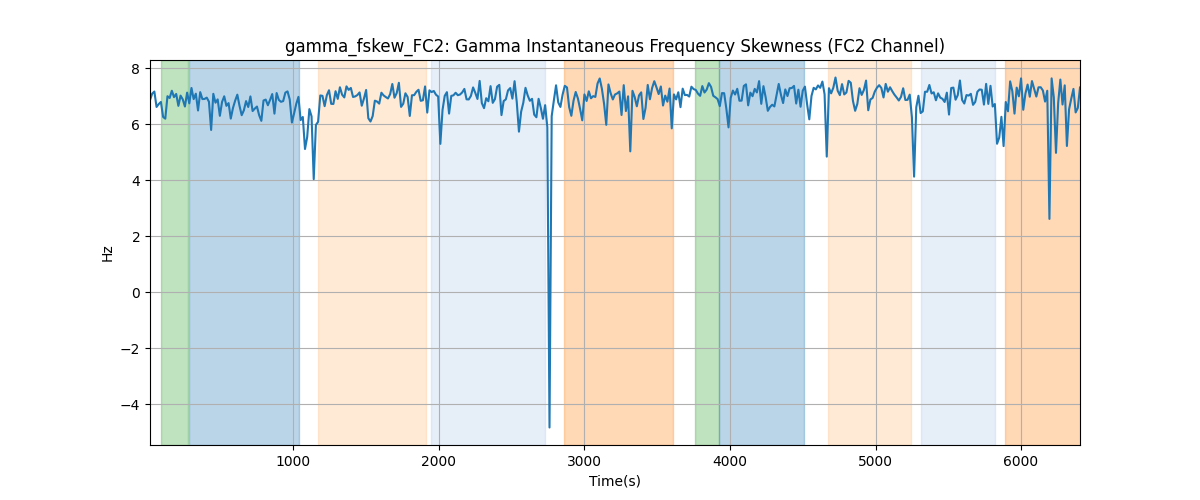 gamma_fskew_FC2: Gamma Instantaneous Frequency Skewness (FC2 Channel)
8
6
4
2
0
−2
−4
Hz
1000 2000 3000 4000 5000 6000
Time(s)